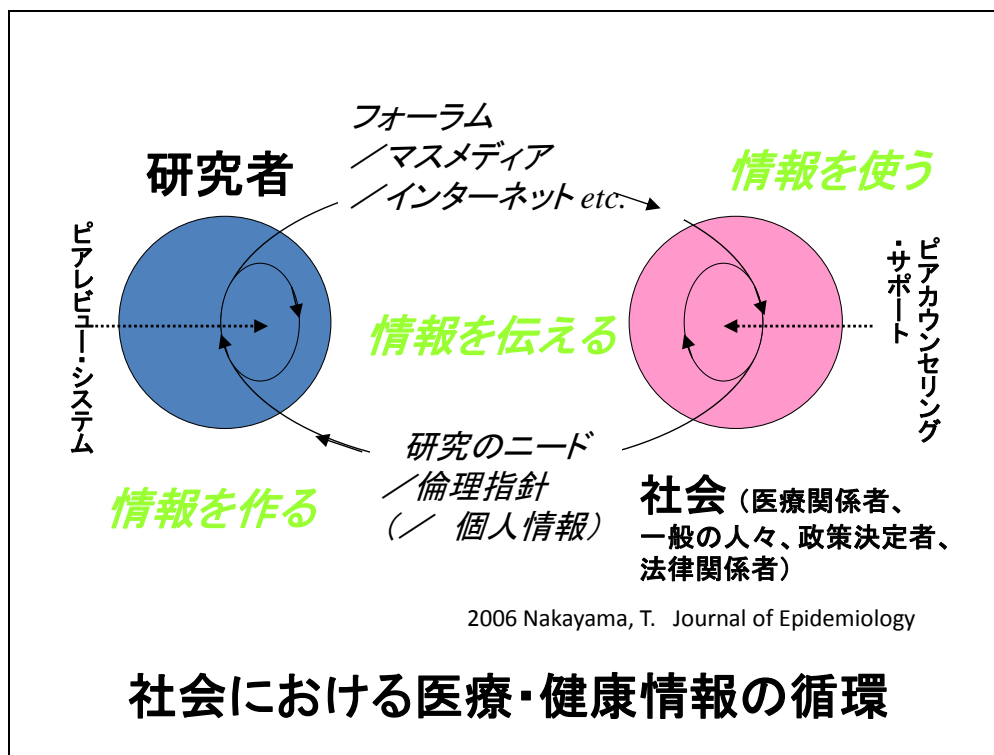 フォーラム
／マスメディア
／インターネット etc.
研究者
情報を使う
ピアレビュー・システム
ピアカウンセリング
・サポート
情報を伝える
研究のニード
／倫理指針
（／　個人情報）
情報を作る
社会（医療関係者、
一般の人々、政策決定者、
法律関係者）
2006 Nakayama, T.   Journal of Epidemiology
社会における医療・健康情報の循環